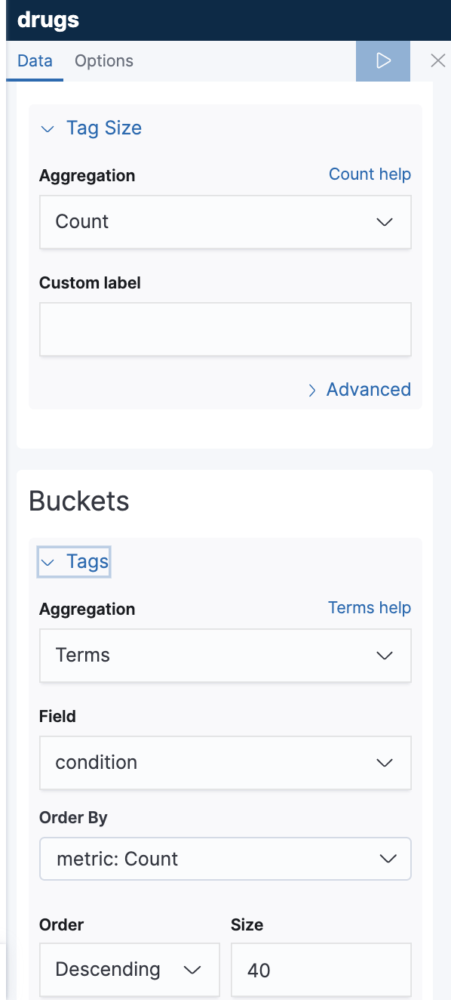 drugs
Data Options
Tag Size
Aggregation Count help
Count
Custom label
Advanced
Buckets
Tags
Aggregation Terms help
Terms
Field
condition
Order By
metric: Count
Order Size
Descending 40